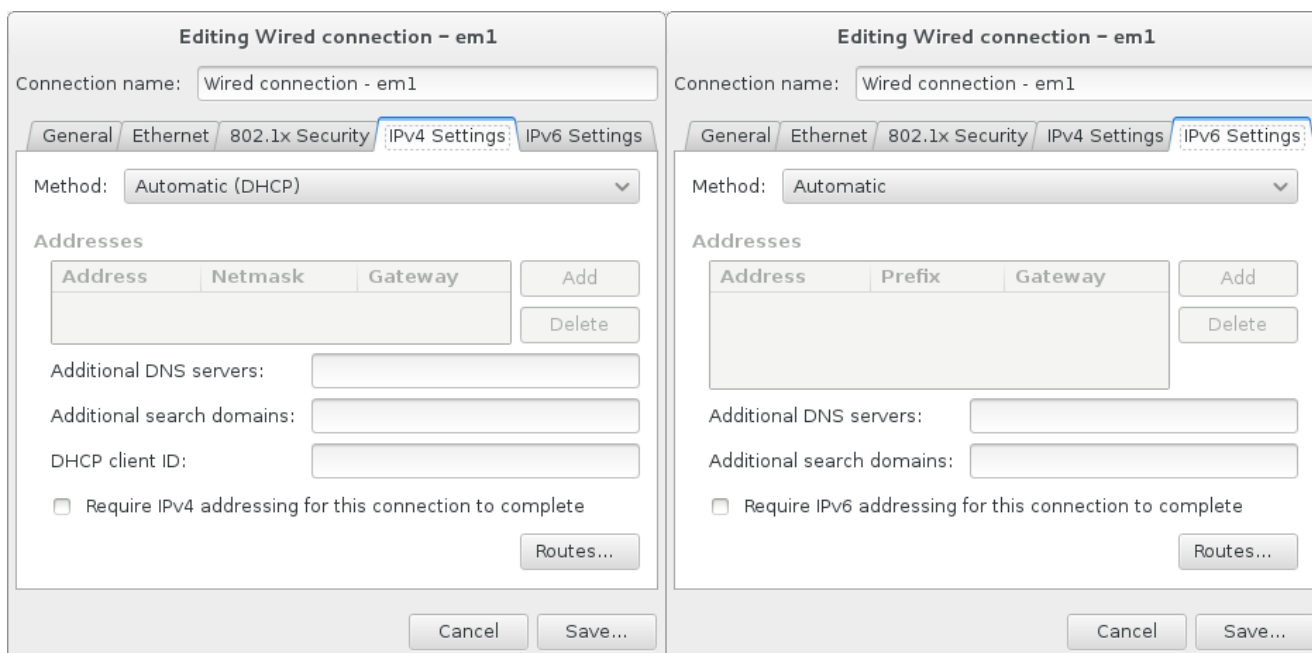 Editing Wired connection – em1
Connection name: Wired connection - em1
General Ethernet 802.1x Security IPv4 Settings IPv6 Settings
Method: Automatic (DHCP)
Addresses
Address Netmask Gateway Add
Delete
Additional DNS servers:
Additional search domains:
DHCP client ID:
Require IPv4 addressing for this connection to complete
Routes...
Cancel Save...
Editing Wired connection – em1
Connection name: Wired connection - em1
General Ethernet 802.1x Security IPv4 Settings IPv6 Settings
Method: Automatic
Addresses
Address Prefix Gateway Add
Delete
Additional DNS servers:
Additional search domains:
Require IPv6 addressing for this connection to complete
Routes...
Cancel Save...